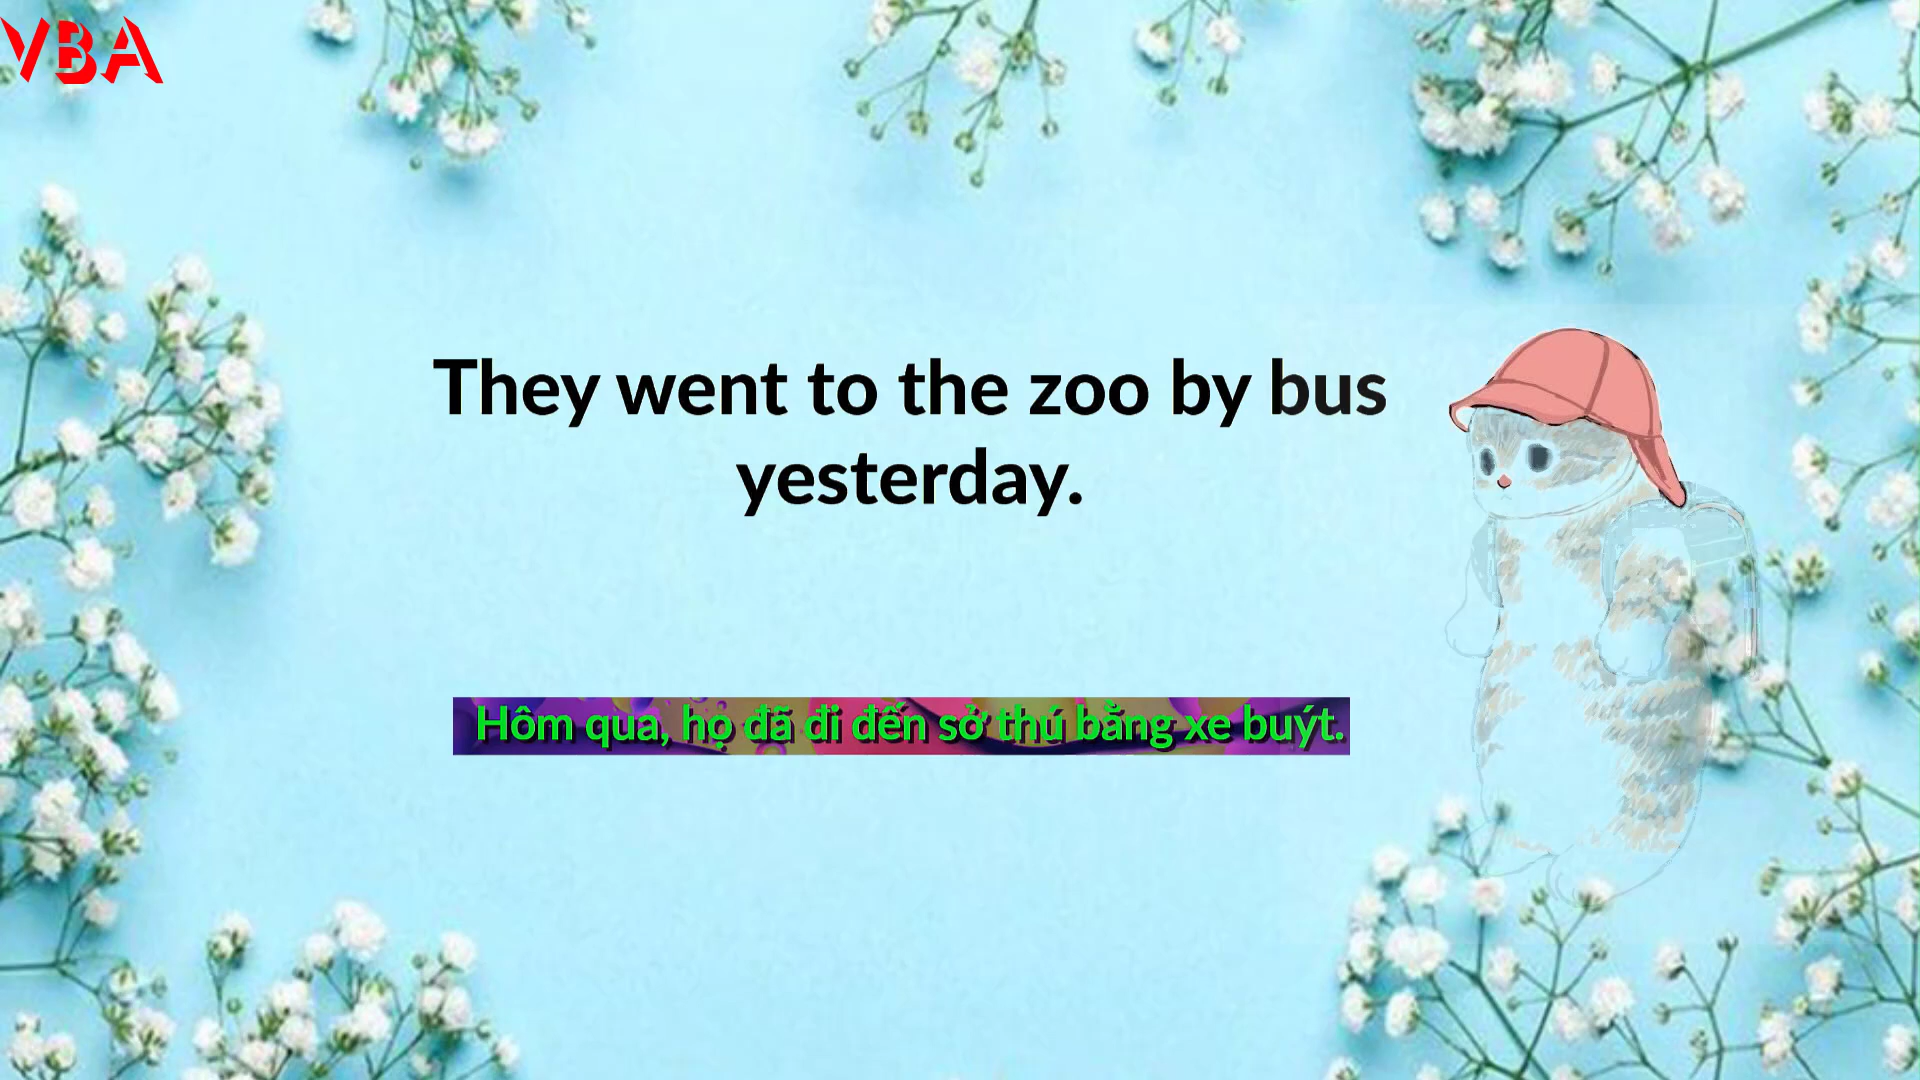 VBA
They went to the zoo by bus
yesterday.
Hôm qua, họ đã đi đến sở thú bằng xe buýt.